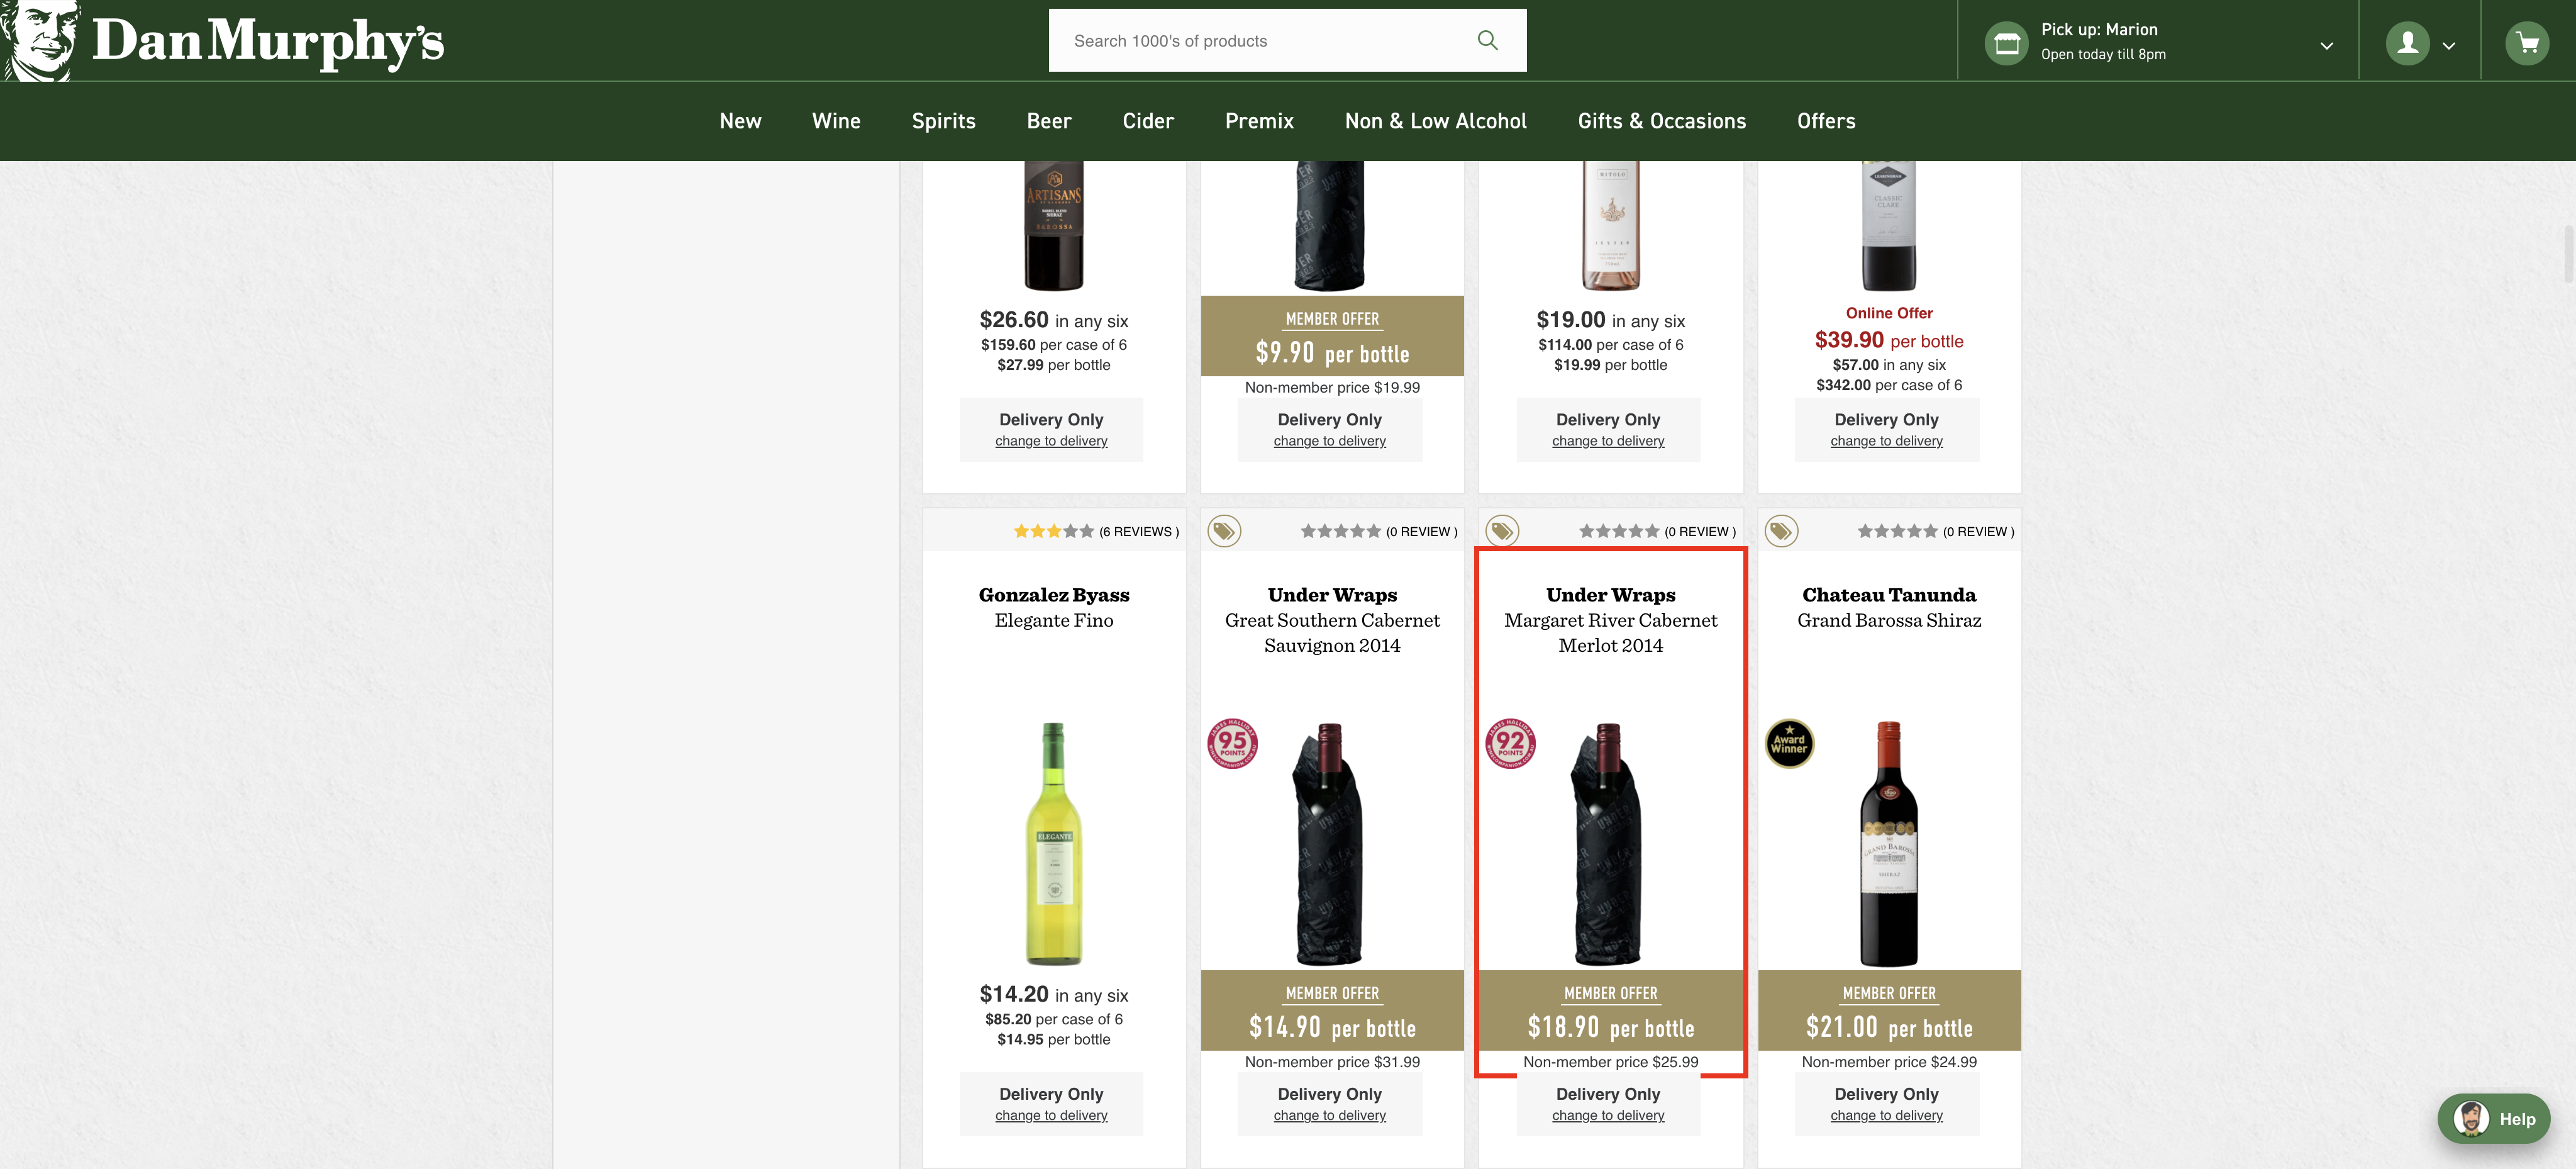 Dan Murphy's
Search 1000's of products
Pick up: Marion
Open today till 8pm
New Wine Spirits Beer Cider Premix Non & Low Alcohol Gifts & Occasions Offers
ARTISANS
SHIRAZ
BAROSSA
MITOLO
JESTER
LEASINGHAM
CLASSIC
CLARE
$26.60 in any six
$159.60 per case of 6
$27.99 per bottle
Delivery Only
change to delivery
MEMBER OFFER
$9.90 per bottle
Non-member price $19.99
Delivery Only
change to delivery
$19.00 in any six
$114.00 per case of 6
$19.99 per bottle
Delivery Only
change to delivery
Online Offer
$39.90 per bottle
$57.00 in any six
$342.00 per case of 6
Delivery Only
change to delivery
(6 REVIEWS )
Gonzalez Byass
Elegante Fino
ELEGANTE
$14.20 in any six
$85.20 per case of 6
$14.95 per bottle
Delivery Only
change to delivery
(0 REVIEW )
Under Wraps
Great Southern Cabernet
Sauvignon 2014
95
POINTS
MEMBER OFFER
$14.90 per bottle
Non-member price $31.99
Delivery Only
change to delivery
(0 REVIEW )
Under Wraps
Margaret River Cabernet
Merlot 2014
92
POINTS
MEMBER OFFER
$18.90 per bottle
Non-member price $25.99
Delivery Only
change to delivery
(0 REVIEW )
Chateau Tanunda
Grand Barossa Shiraz
Award
Winner
GRAND BAROSSA
SHIRAZ
MEMBER OFFER
$21.00 per bottle
Non-member price $24.99
Delivery Only
change to delivery
Help